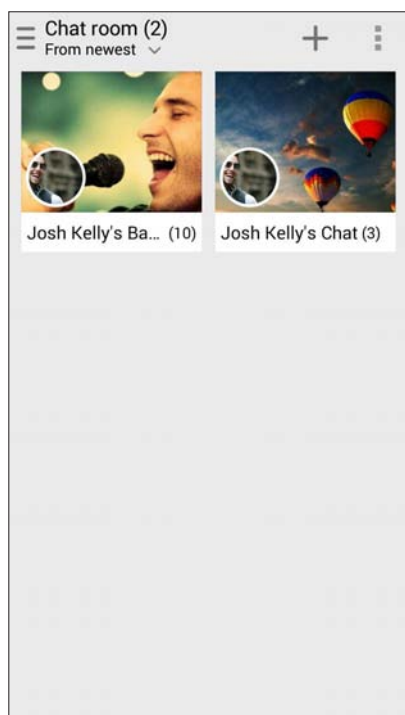 Chat room (2)
From newest
Josh Kelly's Ba... (10)
Josh Kelly's Chat (3)